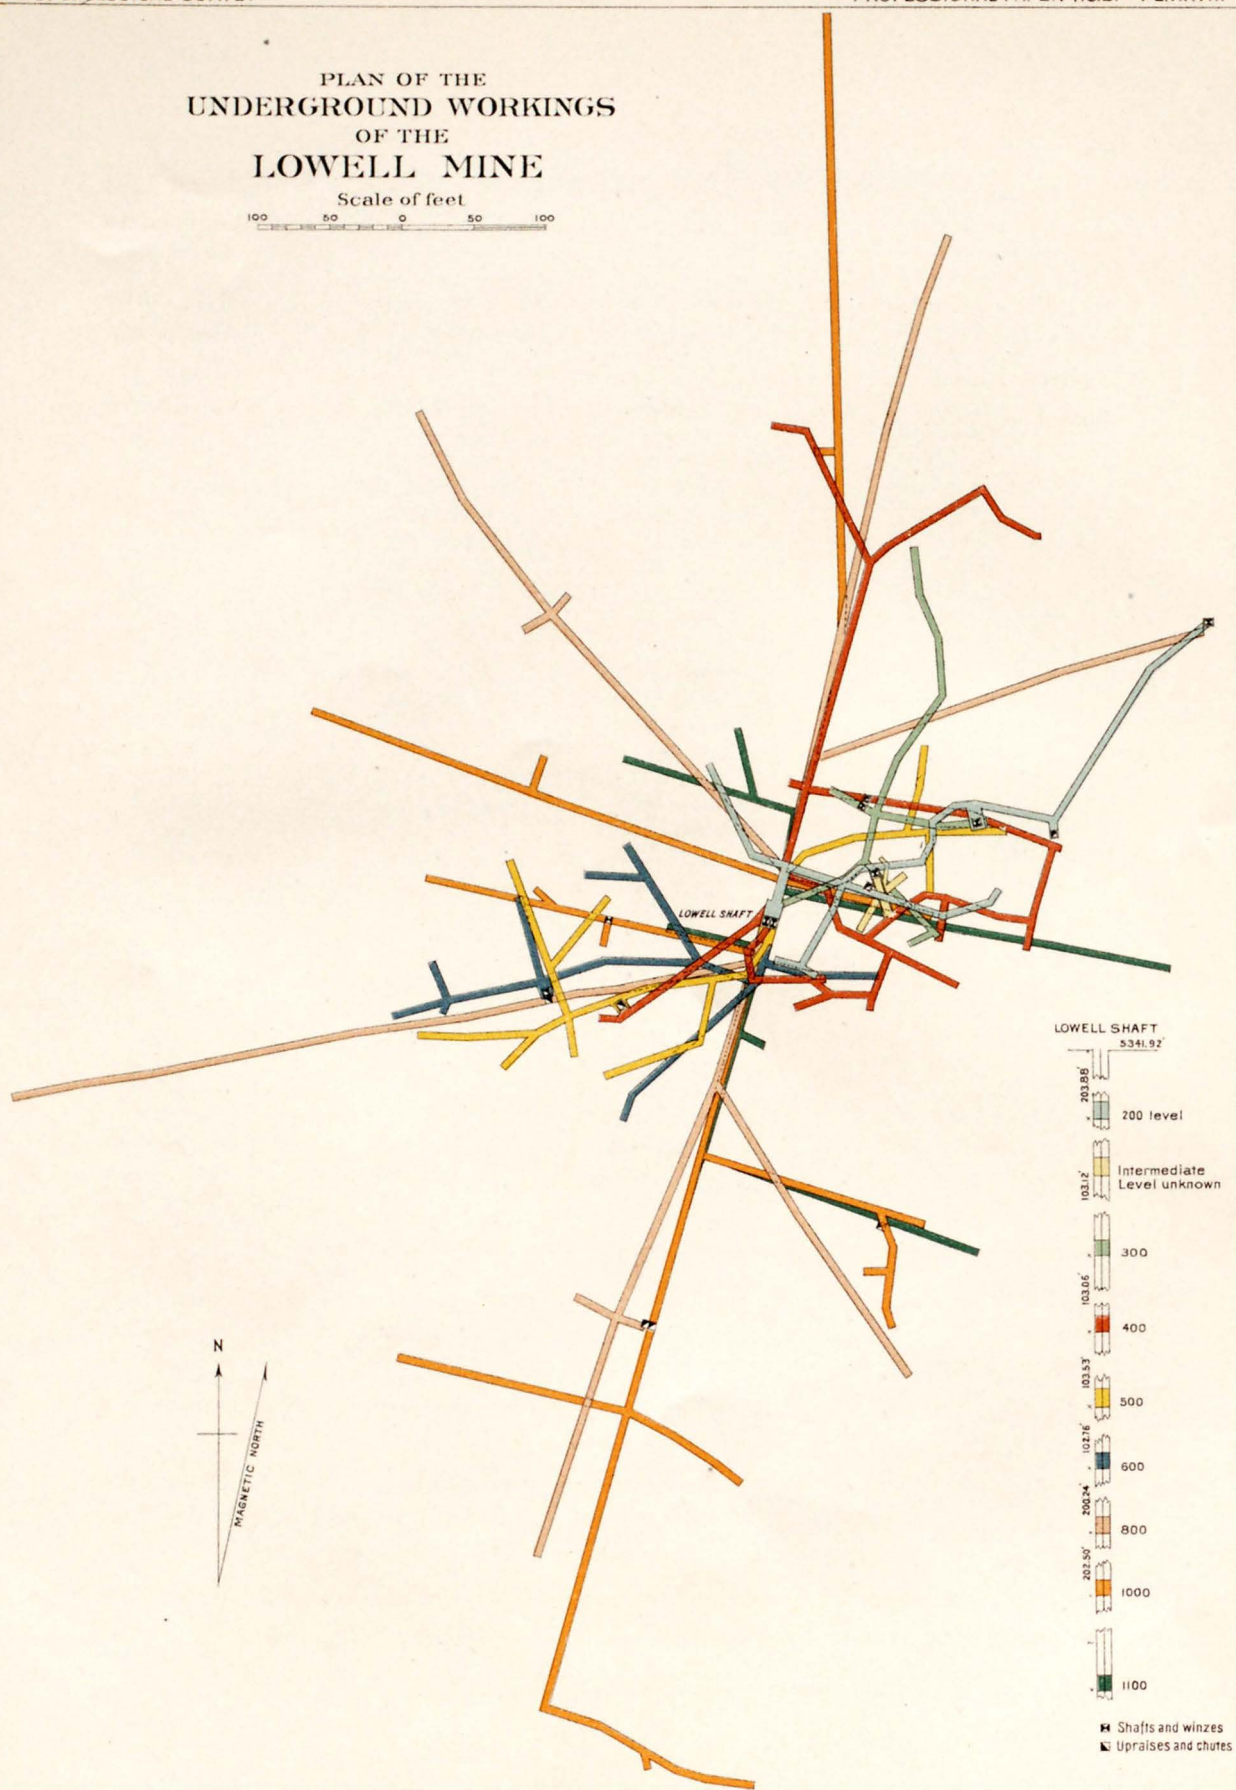 PLAN OF THE
UNDERGROUND WORKINGS
OF THE
LOWELL MINE
Scale of feet
100 50 0 50 100
LOWELL SHAFT
LOWELL SHAFT
5341.92'
203.88'
200 level
103.12'
Intermediate
Level unknown
300
103.06'
400
103.53'
500
102.76'
600
200.24'
800
202.50'
1000
1100
Shafts and winzes
Upraises and chutes
N
MAGNETIC NORTH